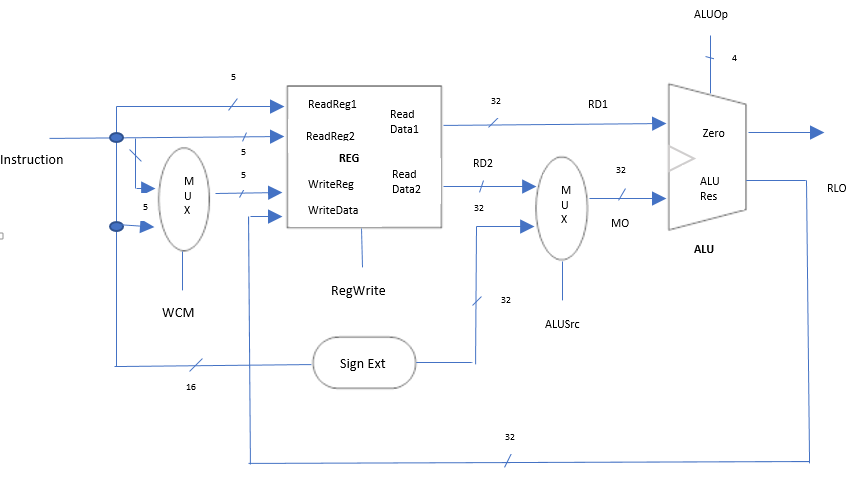 ALUOp
4
5
32
RD1
ReadReg1
Read
Data1
ReadReg2
Zero
Instruction
5
REG
RD2
32
M
U
X
5
WriteReg
Read
Data2
M
U
X
ALU
Res
RLO
5
WriteData
32
MO
ALU
RegWrite
WCM
32
ALUSrc
Sign Ext
16
32